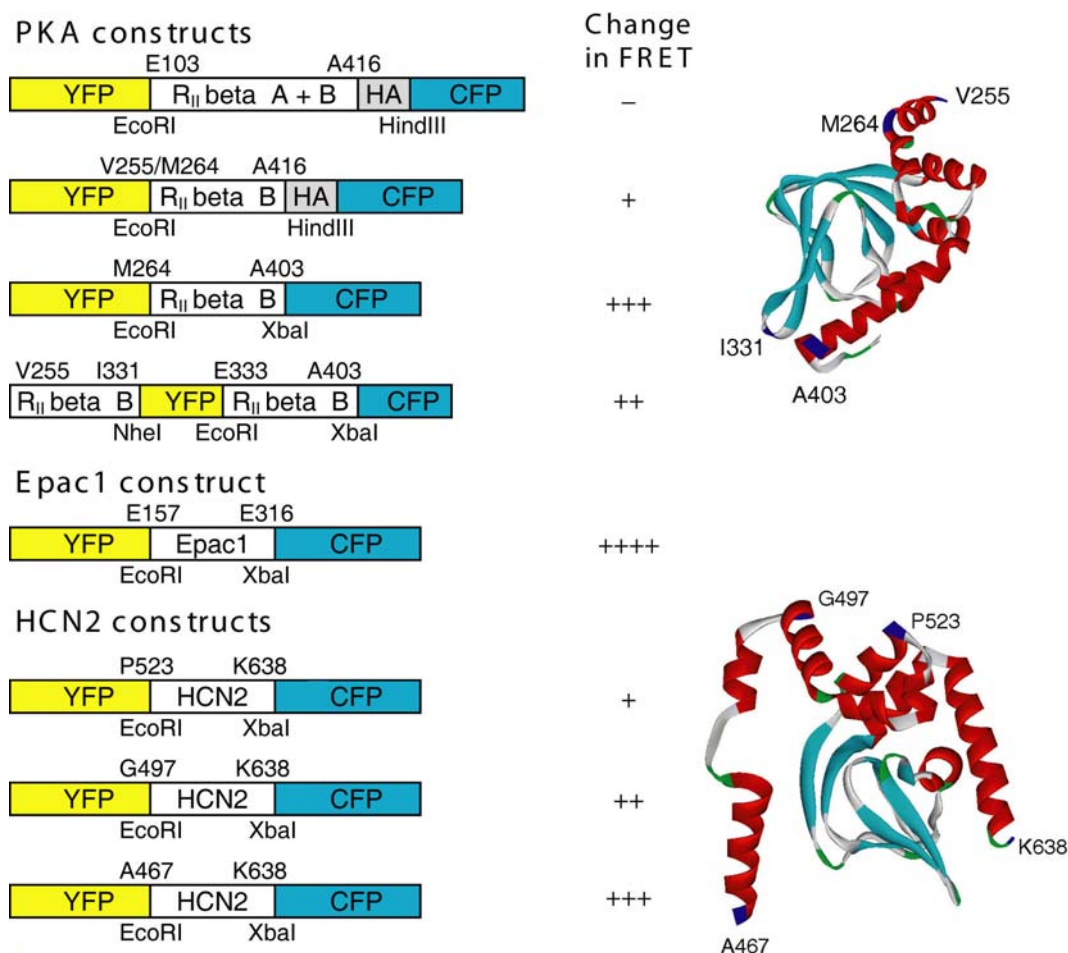 PKA constructs
Change
in FRET
E103 A416
YFP R_II beta A + B HA CFP
–
EcoRI HindIII
V255/M264 A416
YFP R_II beta B HA CFP
+
EcoRI HindIII
M264 A403
YFP R_II beta B CFP
+++
EcoRI XbaI
V255 I331 E333 A403
R_II beta B YFP R_II beta B CFP
++
NheI EcoRI XbaI
V255
M264
I331
A403
Epac1 construct
E157 E316
YFP Epac1 CFP
++++
EcoRI XbaI
HCN2 constructs
P523 K638
YFP HCN2 CFP
+
EcoRI XbaI
G497 K638
YFP HCN2 CFP
++
EcoRI XbaI
A467 K638
YFP HCN2 CFP
+++
EcoRI XbaI
G497
P523
K638
A467